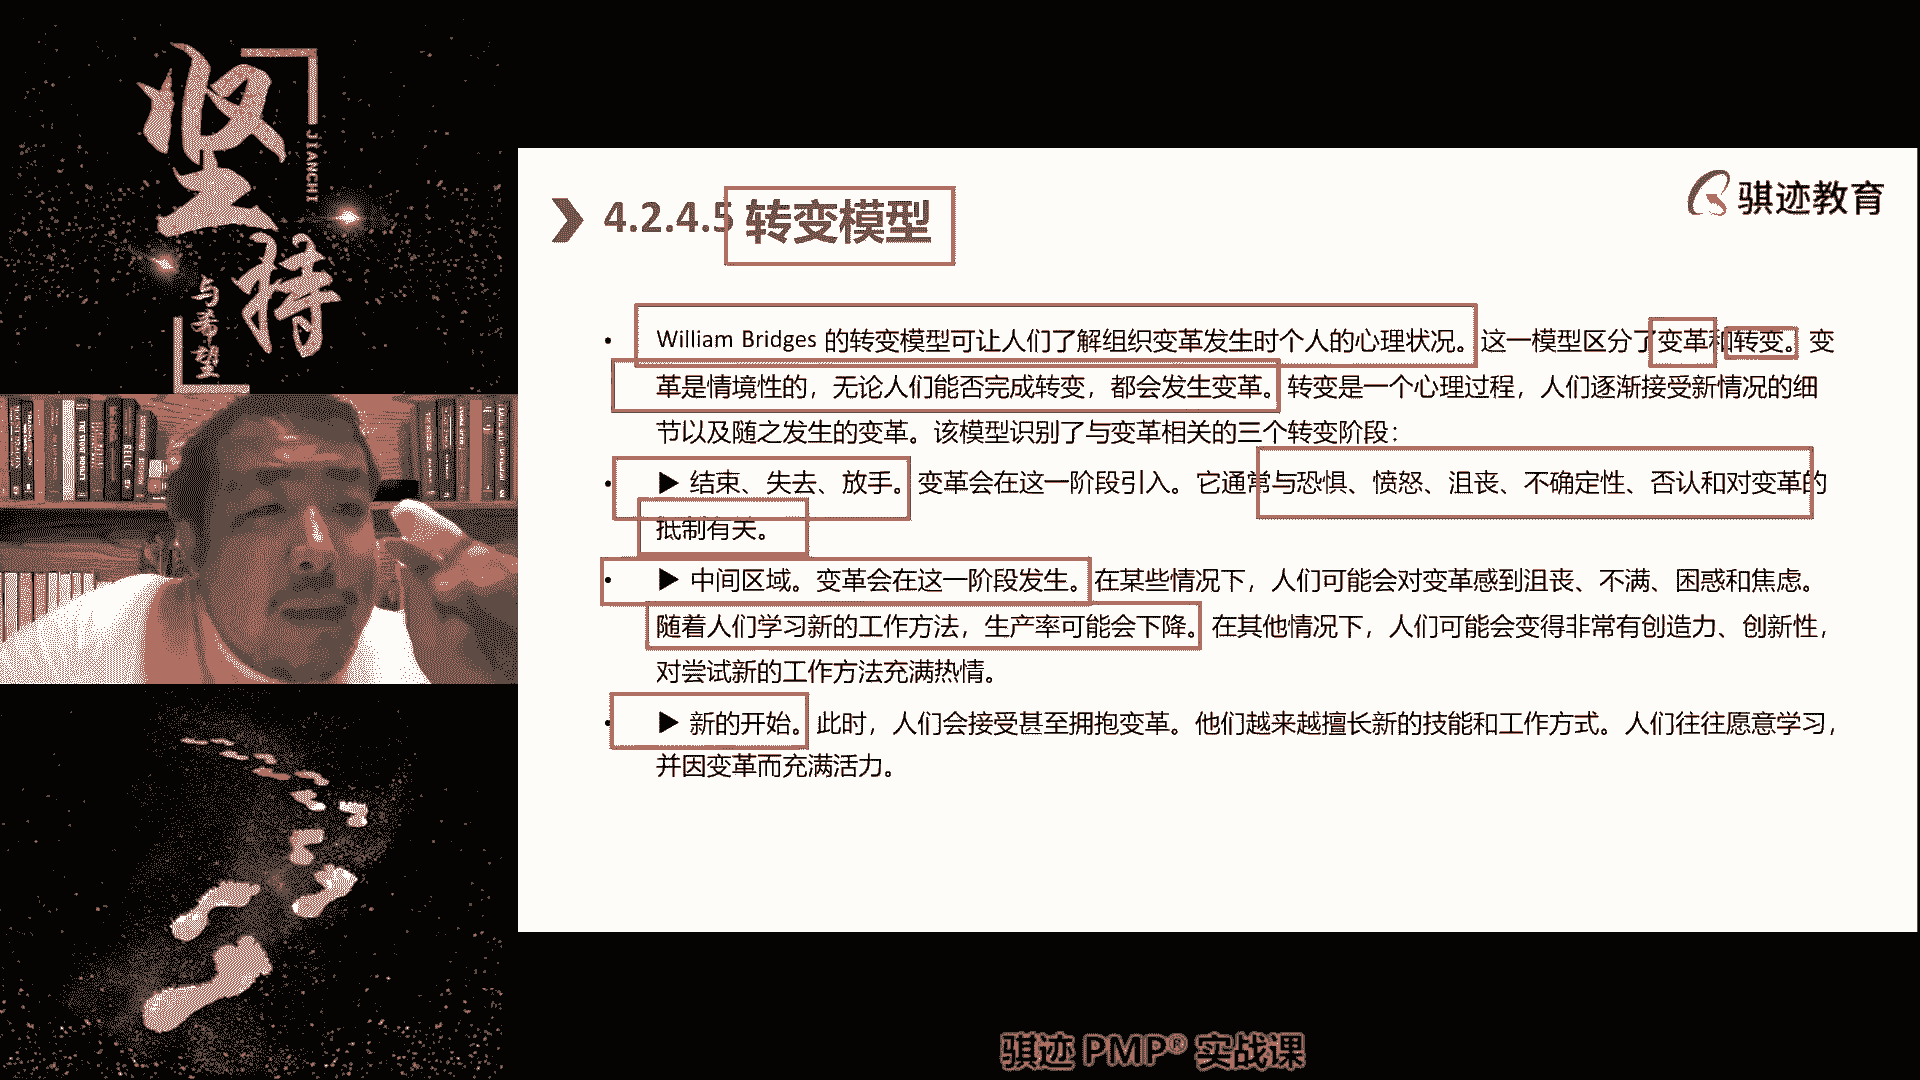 坚持
JIANCHI
与希望
骐迹教育
4.2.4.5 转变模型
William Bridges 的转变模型可让人们了解组织变革发生时个人的心理状况。这一模型区分了变革和转变。变
革是情境性的，无论人们能否完成转变，都会发生变革。转变是一个心理过程，人们逐渐接受新情况的细
节以及随之发生的变革。该模型识别了与变革相关的三个转变阶段：
▶ 结束、失去、放手。变革会在这一阶段引入。它通常与恐惧、愤怒、沮丧、不确定性、否认和对变革的
抵制有关。
▶ 中间区域。变革会在这一阶段发生。在某些情况下，人们可能会对变革感到沮丧、不满、困惑和焦虑。
随着人们学习新的工作方法，生产率可能会下降。在其他情况下，人们可能会变得非常有创造力、创新性，
对尝试新的工作方法充满热情。
▶ 新的开始。此时，人们会接受甚至拥抱变革。他们越来越擅长新的技能和工作方式。人们往往愿意学习，
并因变革而充满活力。
骐迹 PMP® 实战课